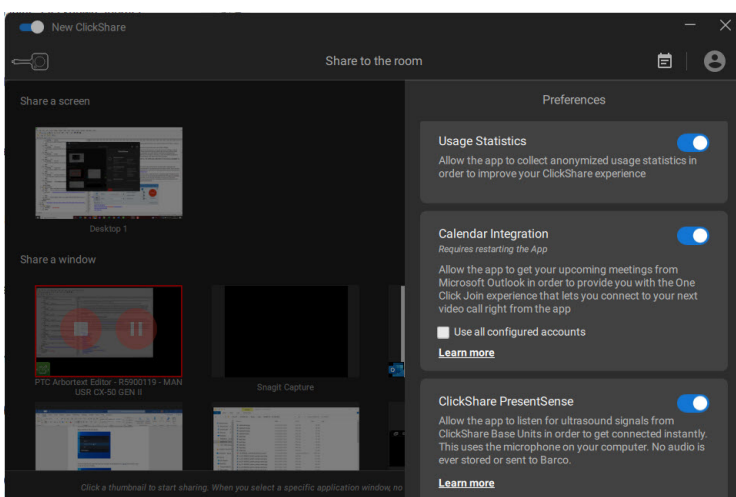 New ClickShare
Share to the room
Share a screen
Desktop 1
Share a window
PTC Arbortext Editor - R5900119 - MAN
USR CX-50 GEN II
Snagit Capture
Click a thumbnail to start sharing. When you select a specific application window, no
Preferences
Usage Statistics
Allow the app to collect anonymized usage statistics in
order to improve your ClickShare experience
Calendar Integration
Requires restarting the App
Allow the app to get your upcoming meetings from
Microsoft Outlook in order to provide you with the One
Click Join experience that lets you connect to your next
video call right from the app
Use all configured accounts
Learn more
ClickShare PresentSense
Allow the app to listen for ultrasound signals from
ClickShare Base Units in order to get connected instantly.
This uses the microphone on your computer. No audio is
ever stored or sent to Barco.
Learn more